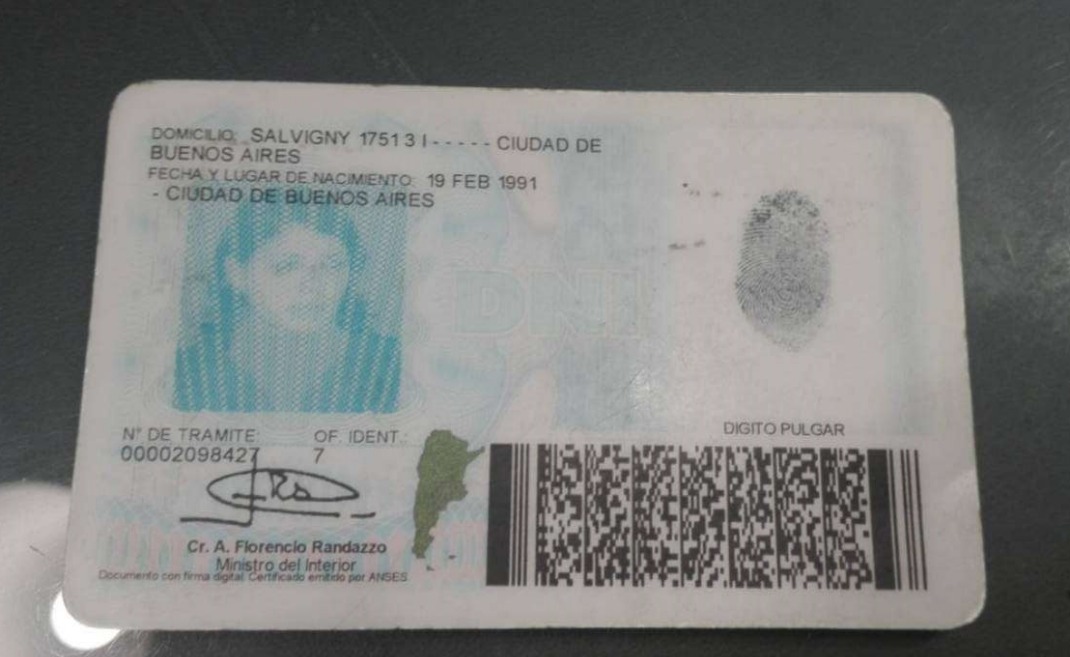 DOMICILIO: SALVIGNY 1751 3 I - - - - - CIUDAD DE
BUENOS AIRES
FECHA Y LUGAR DE NACIMIENTO: 19 FEB 1991
- CIUDAD DE BUENOS AIRES
DNI
DIGITO PULGAR
N° DE TRAMITE: OF. IDENT.:
00002098427 7
Cr. A. Florencio Randazzo
Ministro del Interior
Documento con firma digital. Certificado emitido por ANSES